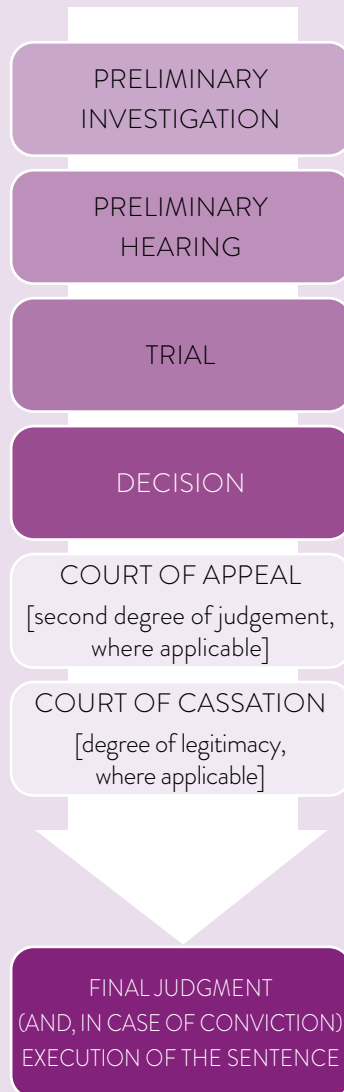 PRELIMINARY
INVESTIGATION
PRELIMINARY
HEARING
TRIAL
DECISION
COURT OF APPEAL
[second degree of judgement,
where applicable]
COURT OF CASSATION
[degree of legitimacy,
where applicable]
FINAL JUDGMENT
(AND, IN CASE OF CONVICTION)
EXECUTION OF THE SENTENCE